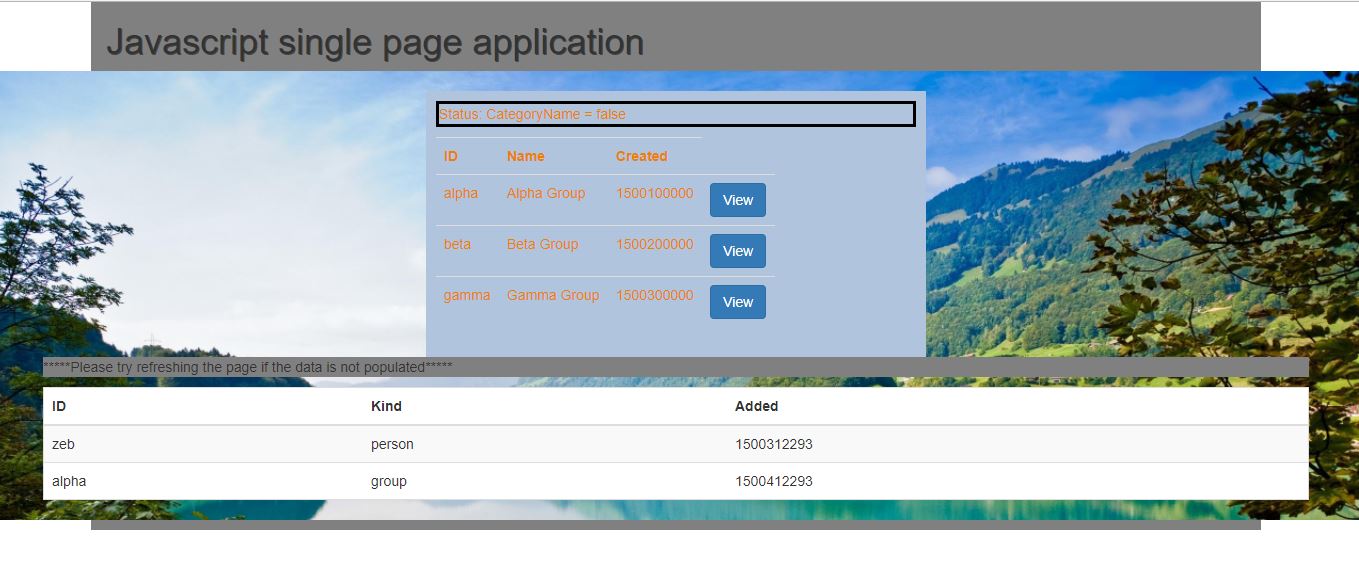 Javascript single page application
Status: CategoryName = false
ID Name Created
alpha Alpha Group 1500100000 View
beta Beta Group 1500200000 View
gamma Gamma Group 1500300000 View
*****Please try refreshing the page if the data is not populated*****
ID Kind Added
zeb person 1500312293
alpha group 1500412293